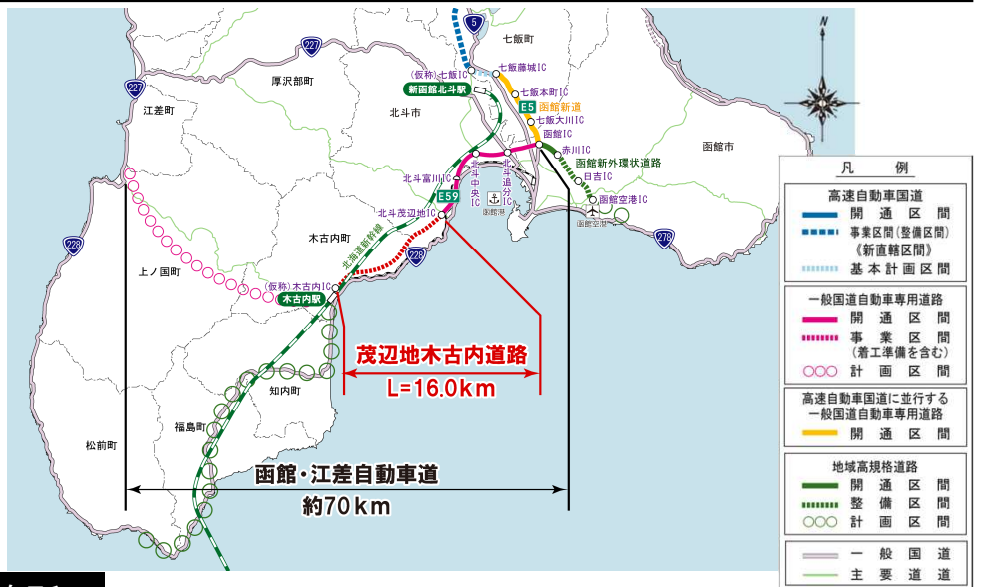 5
七飯町
227
厚沢部町
(仮称)七飯IC
七飯藤城IC
新函館北斗駅
227
江差町
北斗市
七飯本町IC
E5 函館新道
七飯大川IC
函館IC
函館市
赤川IC
函館新外環状道路
日吉IC
北斗中央IC
北斗追分IC
北斗富川IC
E59
函館港
函館空港IC
函館空港
北斗茂辺地IC
278
木古内町
北海道新幹線
228
228
上ノ国町
(仮称)木古内IC
木古内駅
茂辺地木古内道路
L=16.0km
知内町
福島町
松前町
函館・江差自動車道
約70km
N
凡 例
高速自動車国道
開通区間
事業区間(整備区間)
《新直轄区間》
基本計画区間
一般国道自動車専用道路
開通区間
事業区間
(着工準備を含む)
計画区間
高速自動車国道に並行する
一般国道自動車専用道路
開通区間
地域高規格道路
開通区間
整備区間
計画区間
一般国道
主要道道